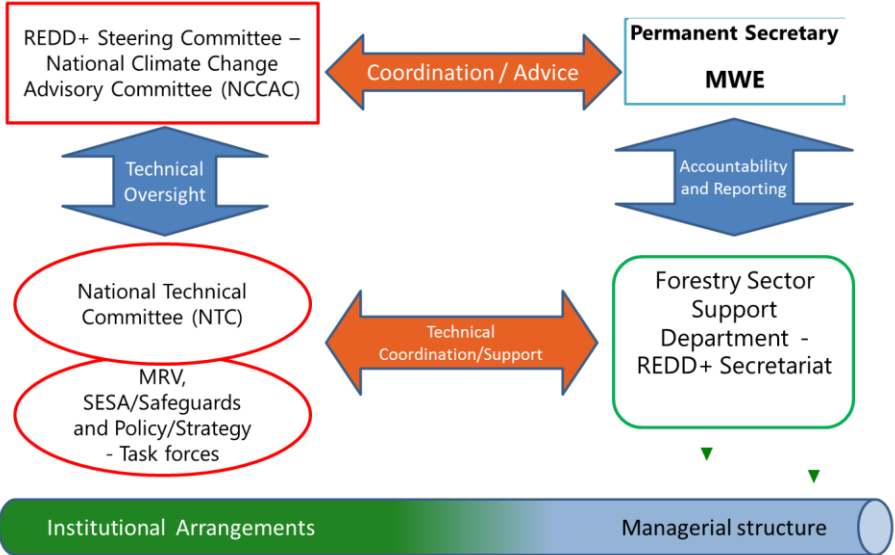 REDD+ Steering Committee –
National Climate Change
Advisory Committee (NCCAC)
Coordination / Advice
Permanent Secretary
MWE
Technical
Oversight
Accountability
and Reporting
National Technical
Committee (NTC)
Technical
Coordination/Support
Forestry Sector
Support
Department -
REDD+ Secretariat
MRV,
SESA/Safeguards
and Policy/Strategy
- Task forces
Institutional Arrangements
Managerial structure